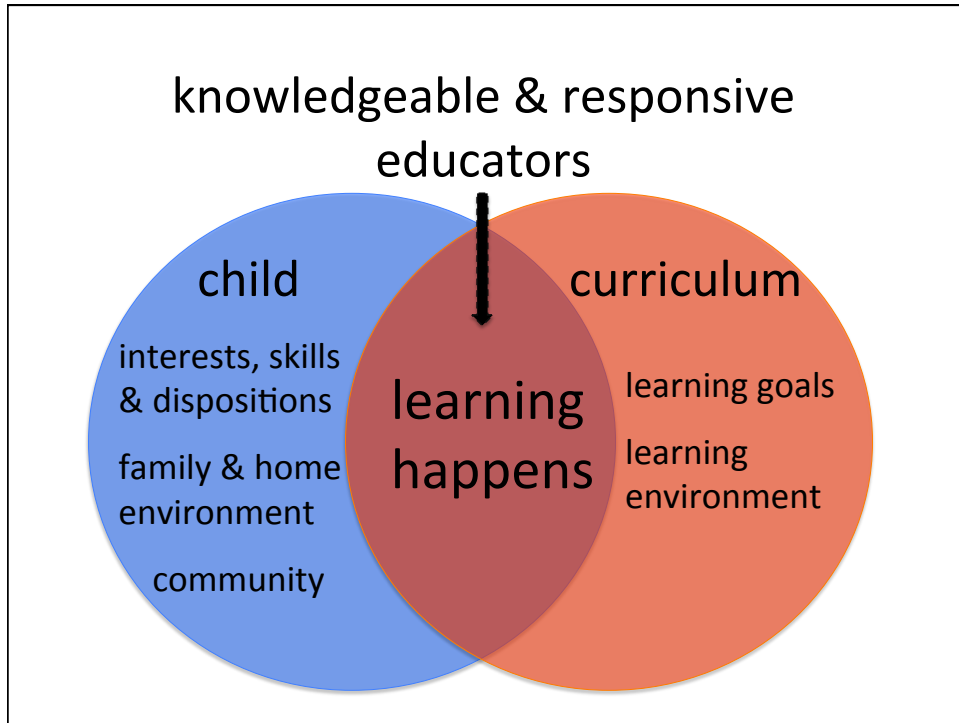 knowledgeable & responsive
educators
child
interests, skills
& dispositions
family & home
environment
community
learning
happens
curriculum
learning goals
learning
environment